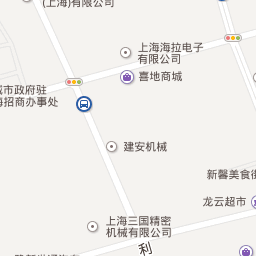 (上海)有限公司
上海海拉电子
有限公司
喜地商城
城市政府驻
海招商办事处
建安机械
新馨美食街
龙云超市
上海三国精密
机械有限公司
利